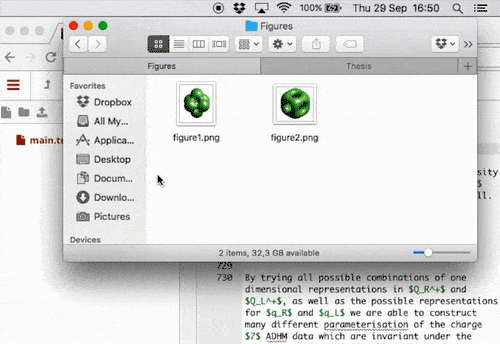 100% Thu 29 Sep 16:50
Figures
Figures Thesis
Favorites
Dropbox
All My...
Applica...
Desktop
Docum...
Downlo...
Pictures
Devices
figure1.png figure2.png
2 items, 32,3 GB available
main.te
sity
$
ll.
729
730 By trying all possible combinations of one
dimensional representations in $Q_R^+$ and
$Q_L^+$, as well as the possible representations
for $q_R$ and $q_L$ we are able to construct
many different parameterisation of the charge
$7$ ADHM data which are invariant under the